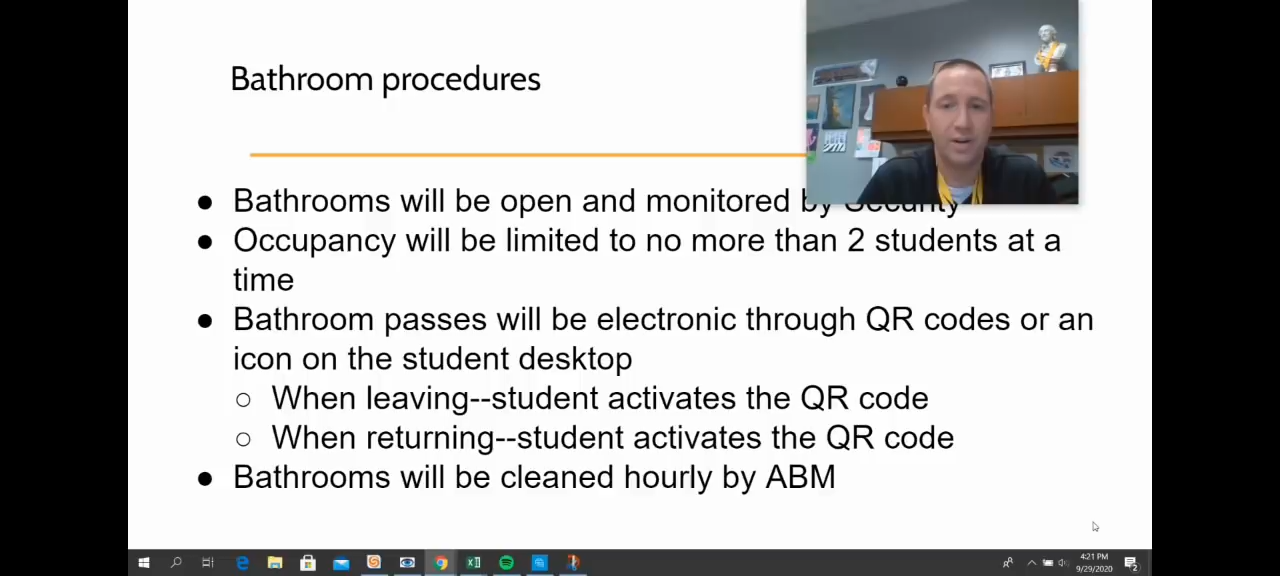 Bathroom procedures
● Bathrooms will be open and monitored by Security
● Occupancy will be limited to no more than 2 students at a
time
● Bathroom passes will be electronic through QR codes or an
icon on the student desktop
○ When leaving--student activates the QR code
○ When returning--student activates the QR code
● Bathrooms will be cleaned hourly by ABM
4:21 PM
9/29/2020
2